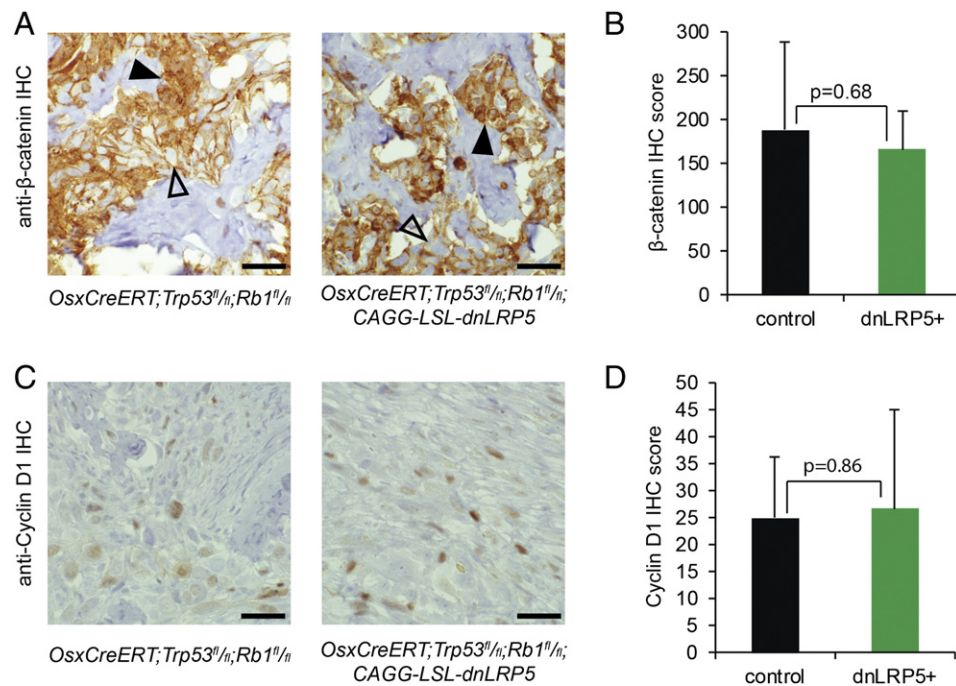 A
anti-β-catenin IHC
OsxCreERT;Trp53fl/fl;Rb1fl/fl
OsxCreERT;Trp53fl/fl;Rb1fl/fl;
CAGG-LSL-dnLRP5
B
β-catenin IHC score
300
250
200
150
100
50
0
p=0.68
control
dnLRP5+
C
anti-Cyclin D1 IHC
OsxCreERT;Trp53fl/fl;Rb1fl/fl
OsxCreERT;Trp53fl/fl;Rb1fl/fl;
CAGG-LSL-dnLRP5
D
Cyclin D1 IHC score
50
45
40
35
30
25
20
15
10
5
0
p=0.86
control
dnLRP5+